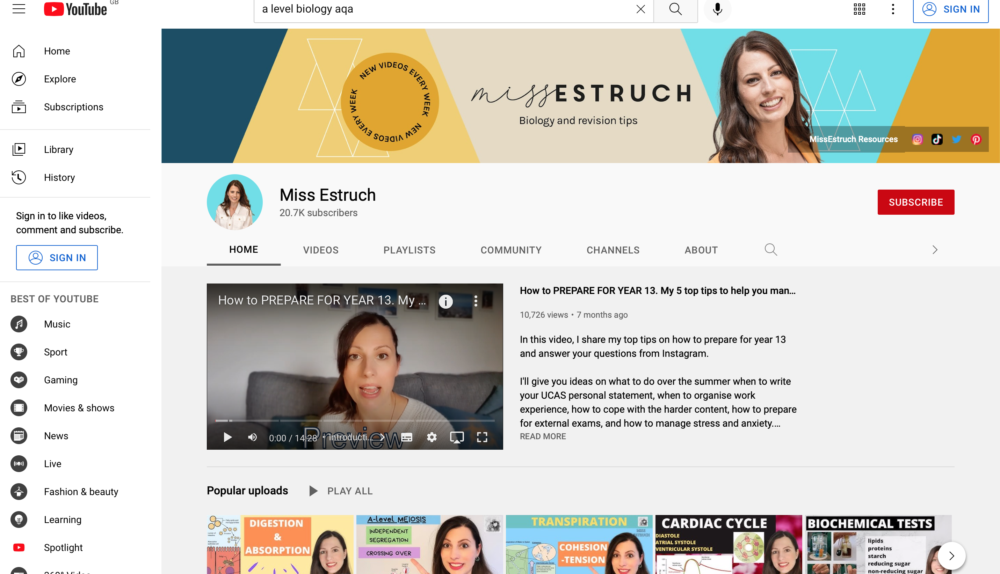 YouTube GB
a level biology aqa
SIGN IN
Home
Explore
Subscriptions
Library
History
Sign in to like videos,
comment and subscribe.
SIGN IN
BEST OF YOUTUBE
Music
Sport
Gaming
Movies & shows
News
Live
Fashion & beauty
Learning
Spotlight
360° Video
NEW VIDEOS EVERY WEEK NEW VIDEOS EVERY WEEK
miss ESTRUCH
Biology and revision tips
MissEstruch Resources
Miss Estruch
20.7K subscribers
SUBSCRIBE
HOME VIDEOS PLAYLISTS COMMUNITY CHANNELS ABOUT
How to PREPARE FOR YEAR 13. My ...
Preview
0:00 / 14:28 • Introducti...
How to PREPARE FOR YEAR 13. My 5 top tips to help you man...
10,726 views • 7 months ago
In this video, I share my top tips on how to prepare for year 13
and answer your questions from Instagram.
I'll give you ideas on what to do over the summer when to write
your UCAS personal statement, when to organise work
experience, how to cope with the harder content, how to prepare
for external exams, and how to manage stress and anxiety....
READ MORE
Popular uploads PLAY ALL
DIGESTION
&
ABSORPTION
A-level MEIOSIS
INDEPENDENT
SEGREGATION
CROSSING OVER
TRANSPIRATION
MISS
ESTRUCH
COHESION
-TENSION
CARDIAC CYCLE
DIASTOLE
ATRIAL SYSTOLE
VENTRICULAR SYSTOLE
BIOCHEMICAL TESTS
lipids
proteins
starch
reducing sugar
non-reducing sugar